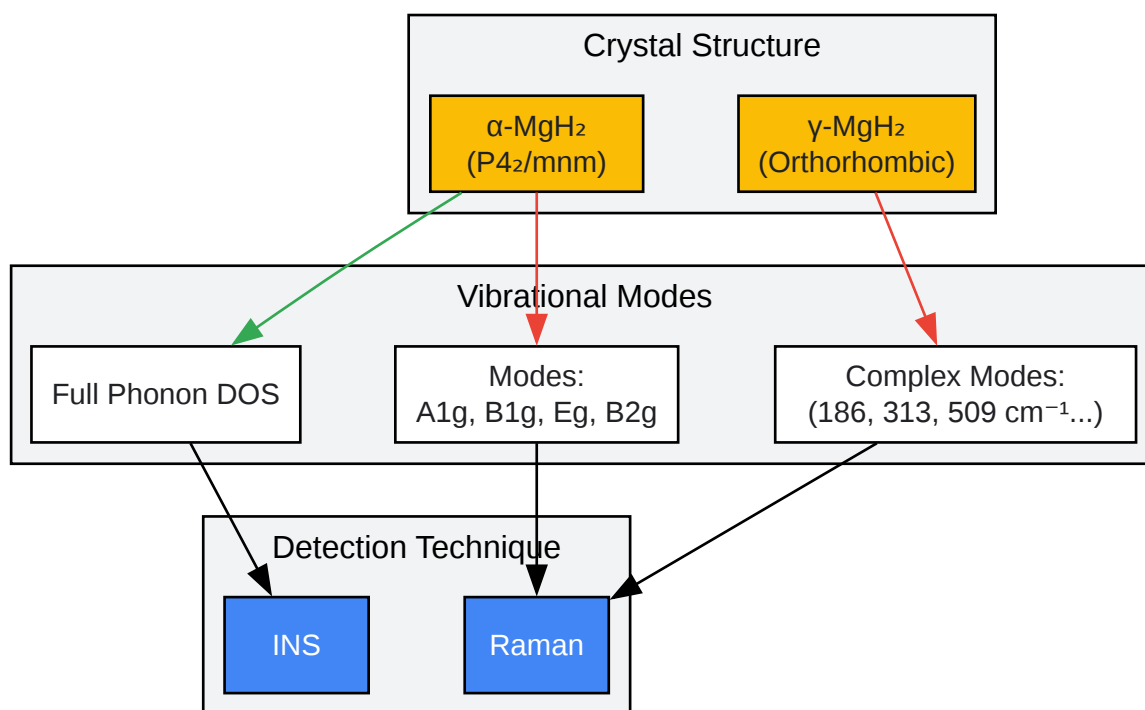 Crystal Structure
α-MgH₂
(P4₂/mnm)
γ-MgH₂
(Orthorhombic)
Vibrational Modes
Full Phonon DOS
Modes:
A1g, B1g, Eg, B2g
Complex Modes:
(186, 313, 509 cm⁻¹...)
Detection Technique
INS
Raman